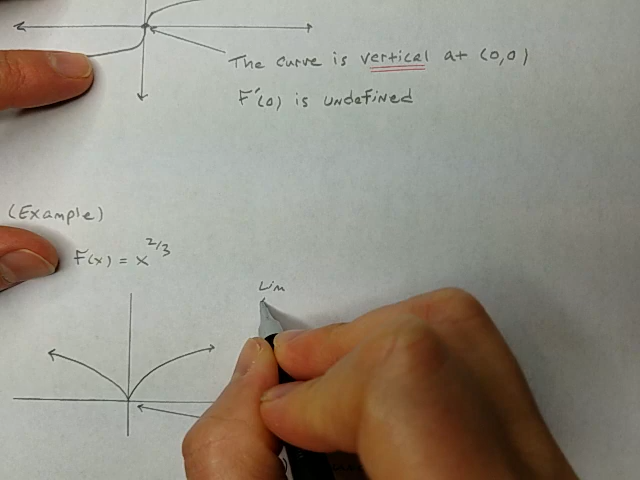 The curve is vertical at (0,0)
F'(0) is undefined
(Example)
F(x) = x^2/3
Lim